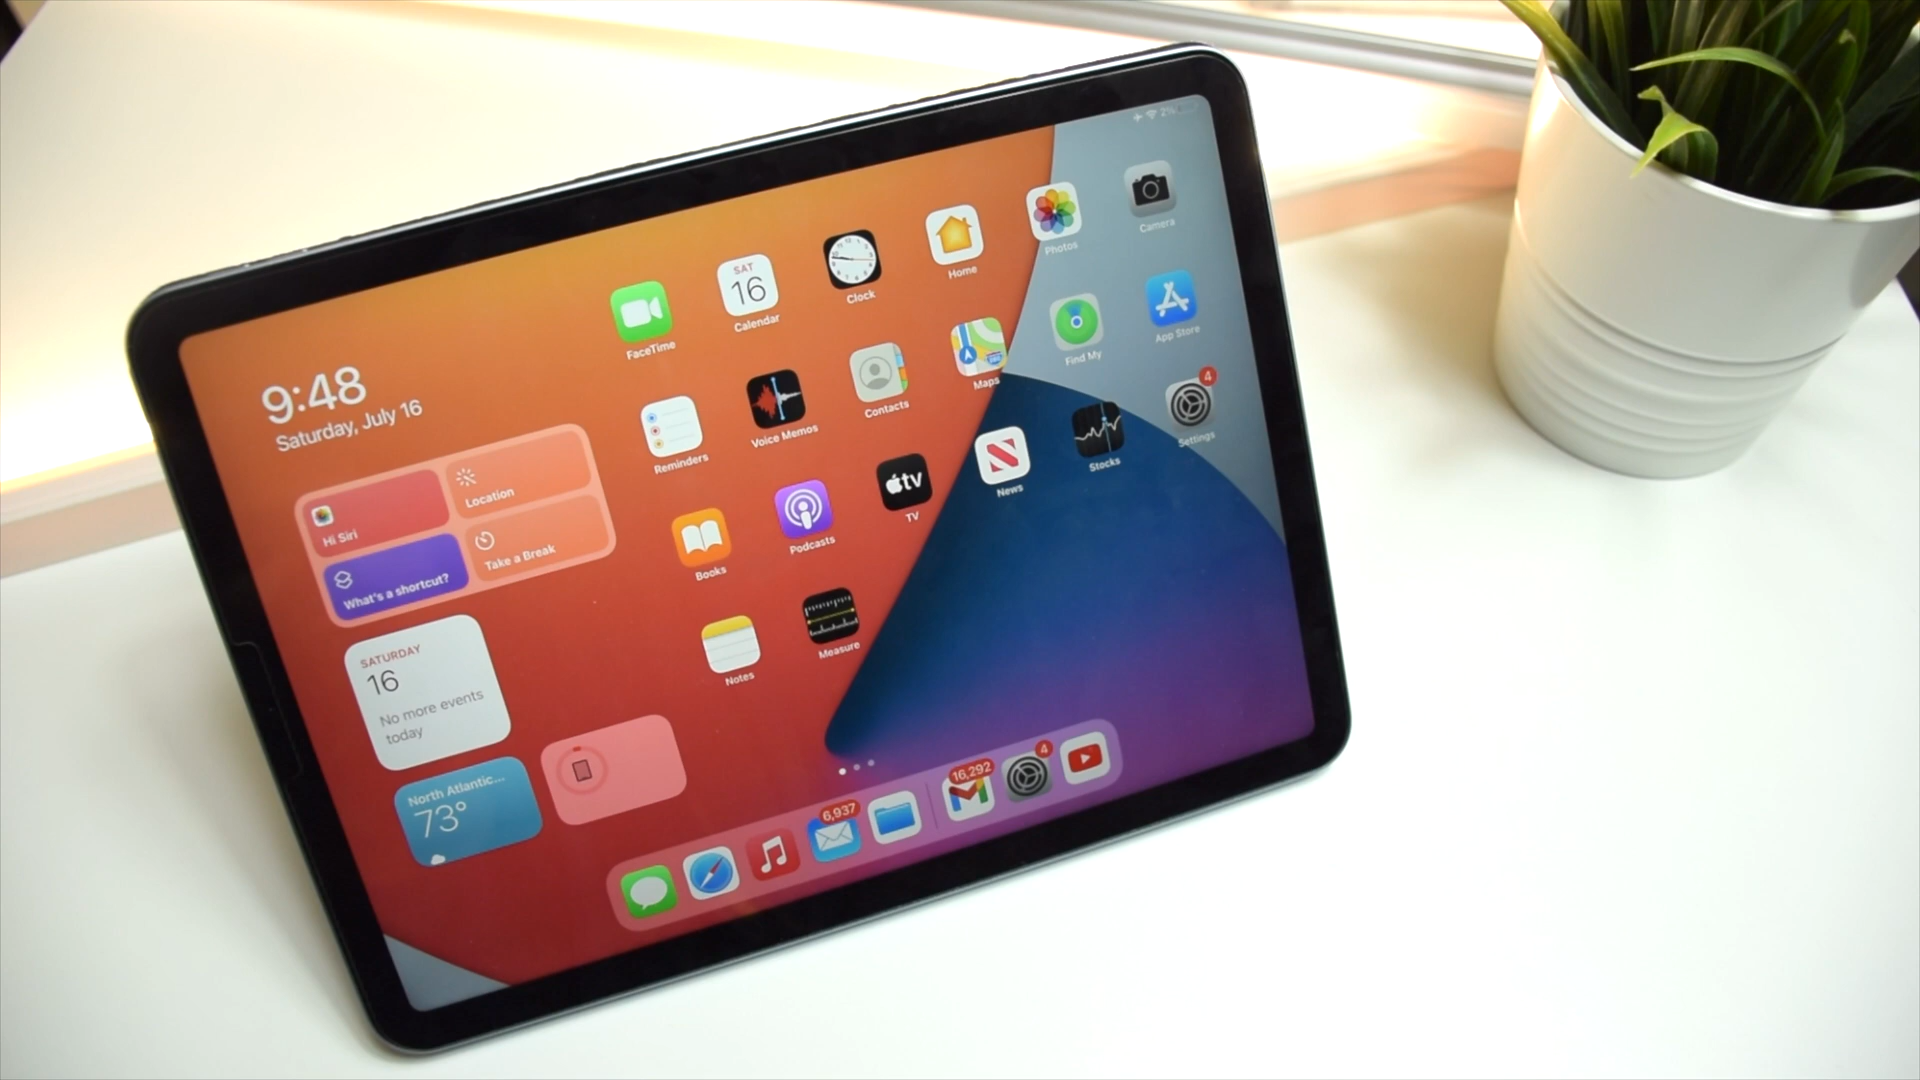 2%
9:48
Saturday, July 16
Hi Siri
Location
What's a shortcut?
Take a Break
SATURDAY
16
No more events
today
North Atlantic...
73°
FaceTime
SAT
16
Calendar
Clock
Home
Photos
Camera
Reminders
Voice Memos
Contacts
Maps
Find My
App Store
Books
Podcasts
tv
TV
News
Stocks
4
Settings
Notes
Measure
6,937
16,292
4